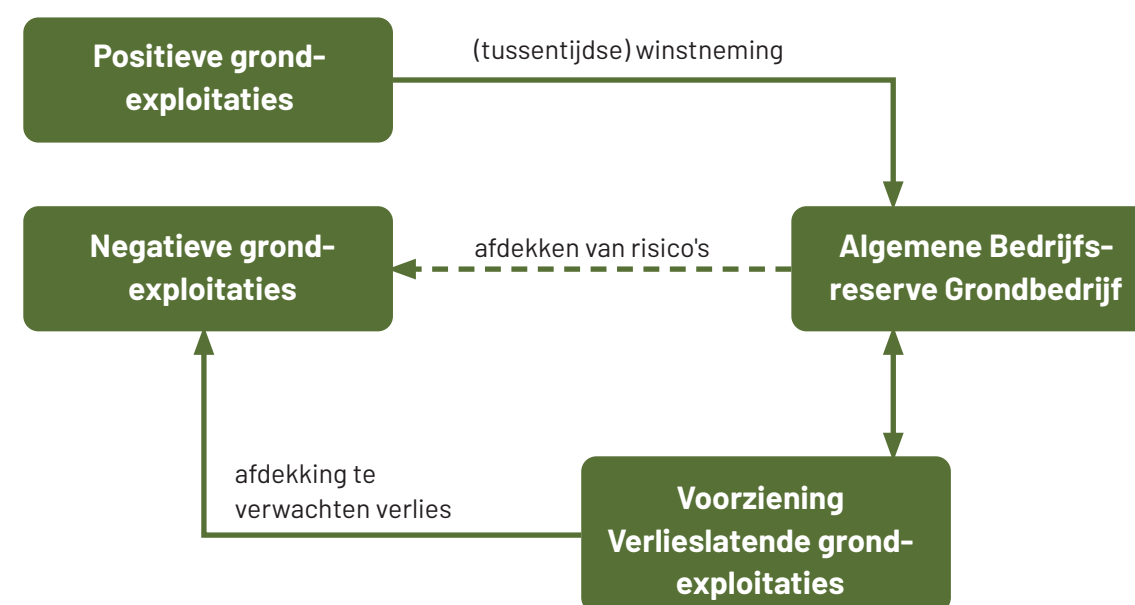 Positieve grond-
exploitaties
(tussentijdse) winstneming
Negatieve grond-
exploitaties
afdekken van risico's
Algemene Bedrijfs-
reserve Grondbedrijf
afdekking te
verwachten verlies
Voorziening
Verlieslatende grond-
exploitaties